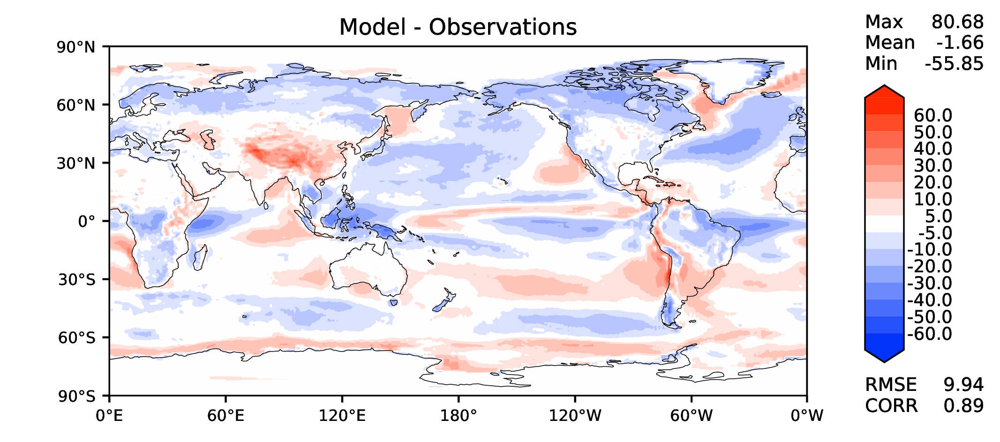 Model - Observations
Max 80.68
Mean -1.66
Min -55.85
90°N
60°N
30°N
0°
30°S
60°S
90°S
0°E
60°E
120°E
180°
120°W
60°W
0°W
60.0
50.0
40.0
30.0
20.0
10.0
5.0
-5.0
-10.0
-20.0
-30.0
-40.0
-50.0
-60.0
RMSE 9.94
CORR 0.89